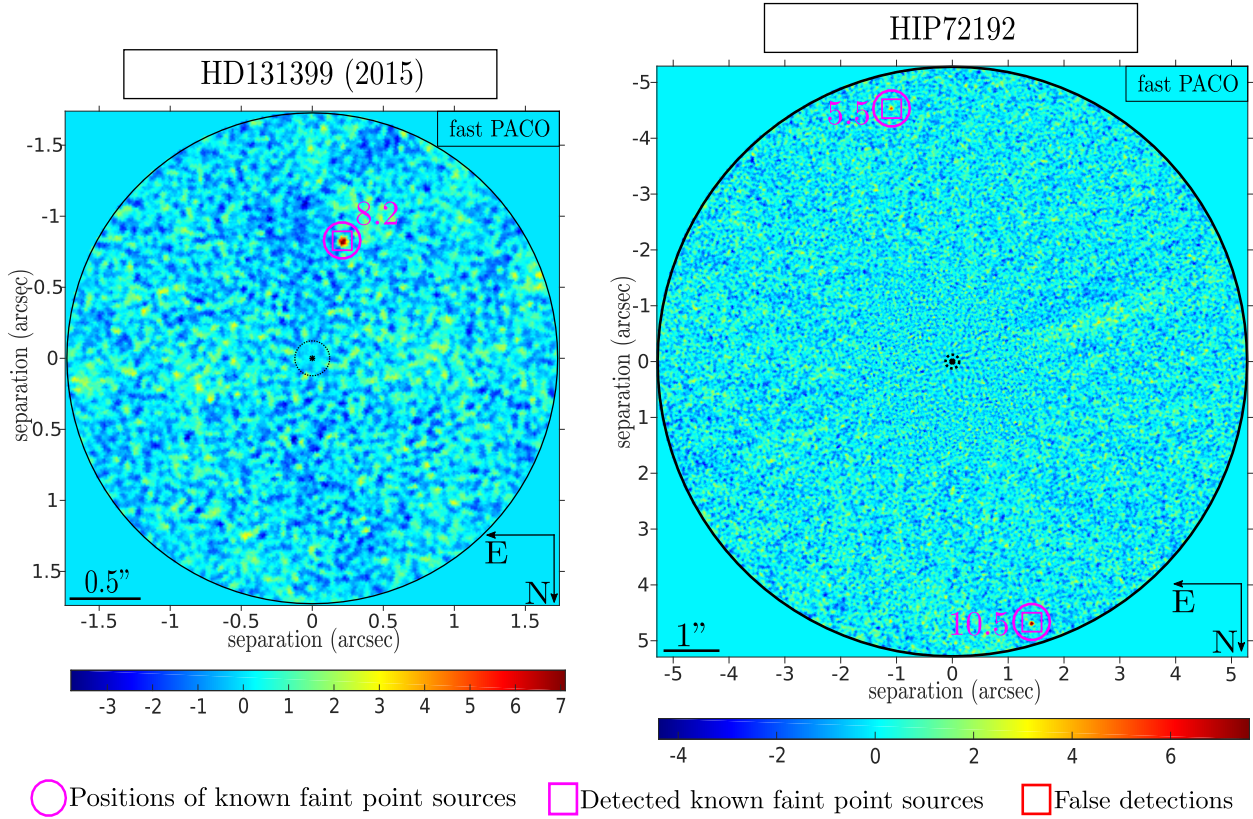 HD131399 (2015)
fast PACO
separation (arcsec)
-1.5
-1
-0.5
0
0.5
1
1.5
8.2
0.5"
E
N
-1.5 -1 -0.5 0 0.5 1 1.5
separation (arcsec)
-3 -2 -1 0 1 2 3 4 5 6 7
HIP72192
fast PACO
separation (arcsec)
-5
-4
-3
-2
-1
0
1
2
3
4
5
5.5
10.5
1"
E
N
-5 -4 -3 -2 -1 0 1 2 3 4 5
separation (arcsec)
-4 -2 0 2 4 6
Positions of known faint point sources
Detected known faint point sources
False detections